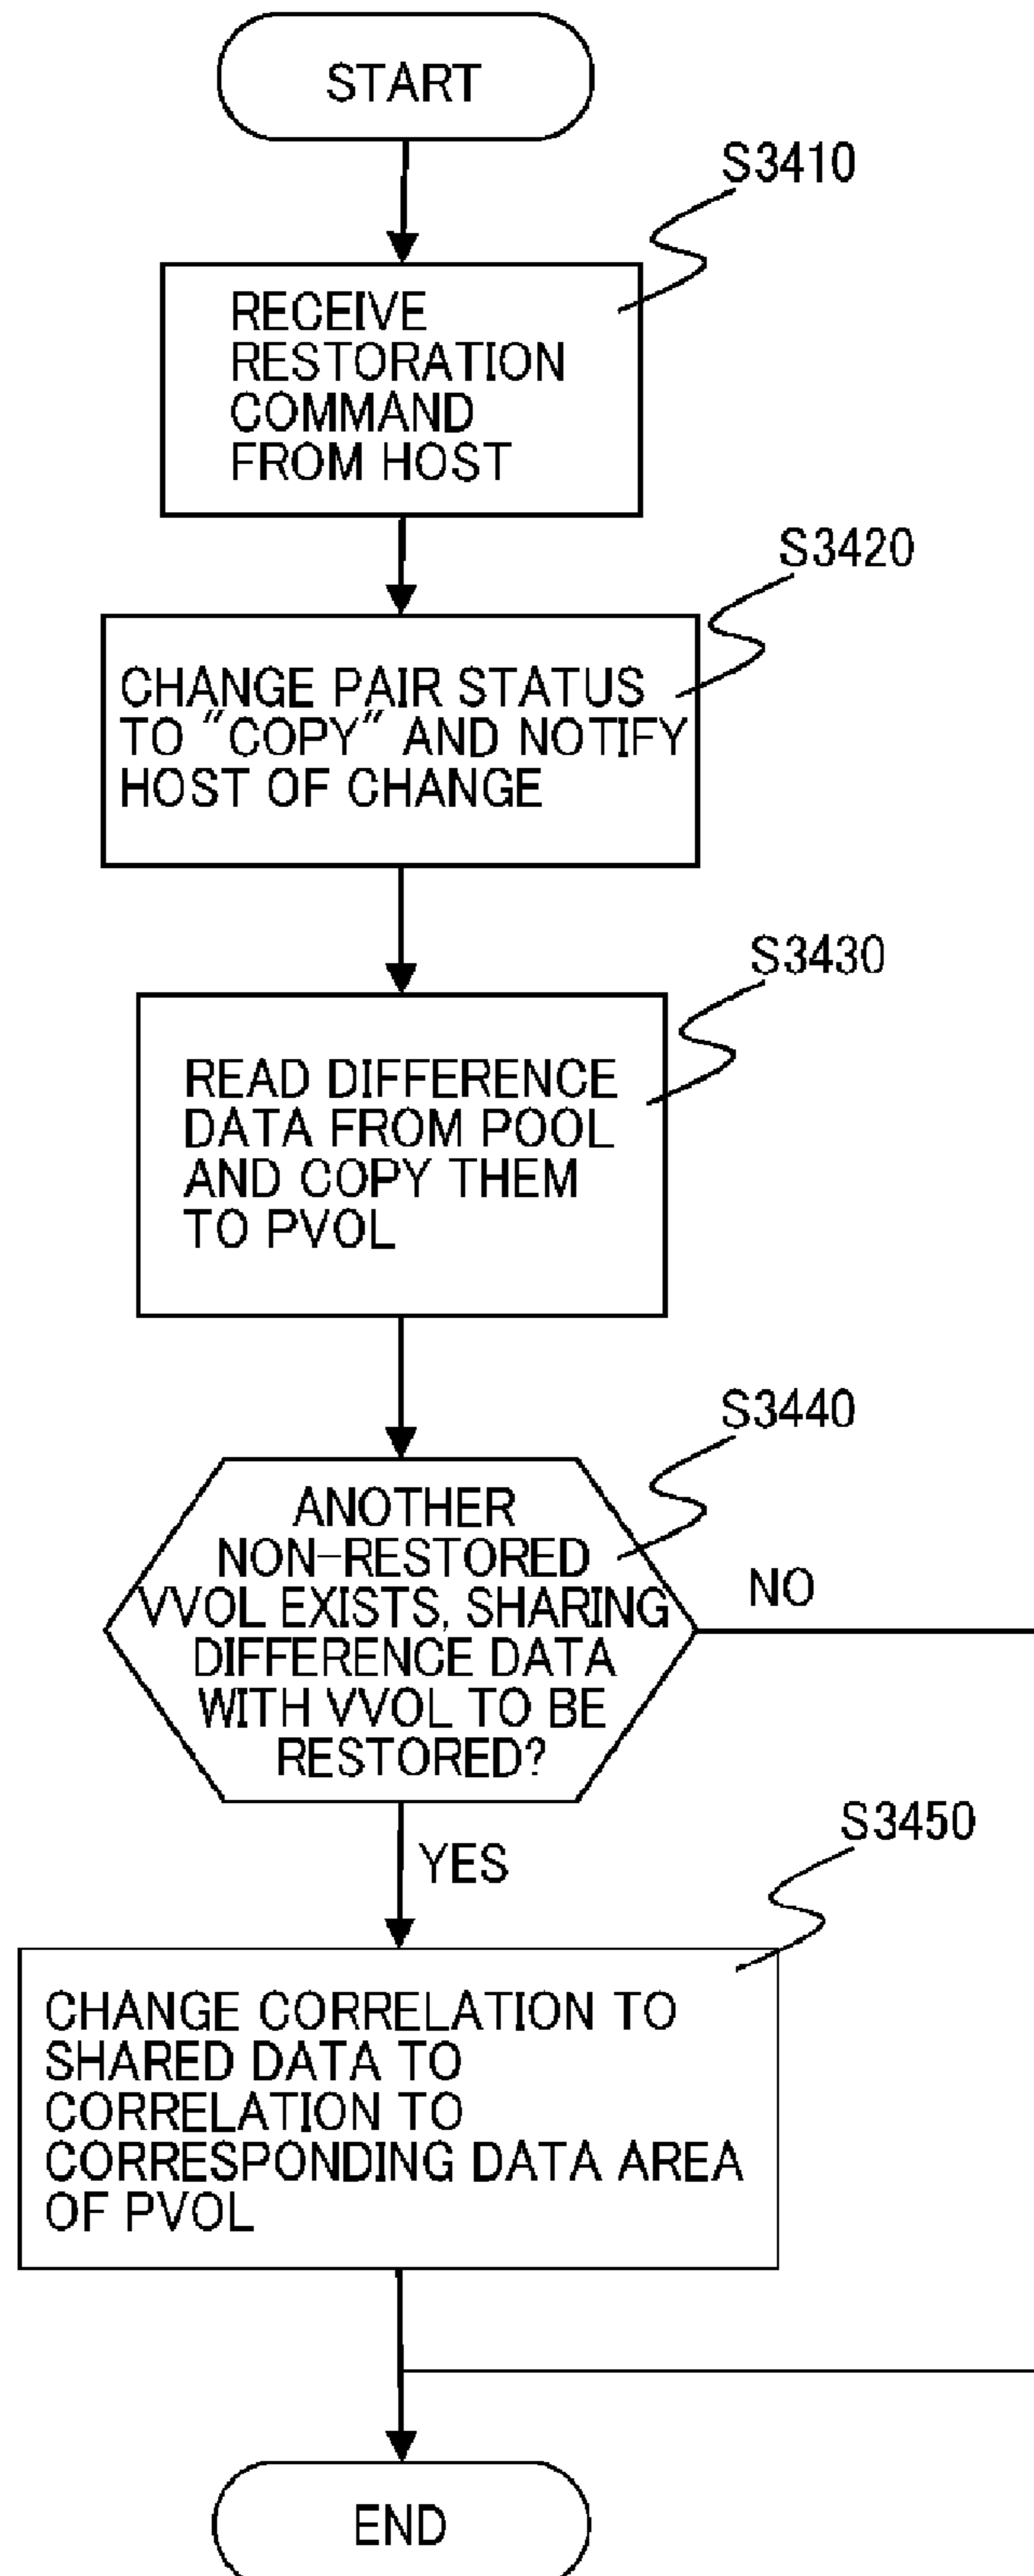 START
S3410
RECEIVE
RESTORATION
COMMAND
FROM HOST
S3420
CHANGE PAIR STATUS
TO "COPY" AND NOTIFY
HOST OF CHANGE
S3430
READ DIFFERENCE
DATA FROM POOL
AND COPY THEM
TO PVOL
S3440
ANOTHER
NON-RESTORED
VVOL EXISTS, SHARING
DIFFERENCE DATA
WITH VVOL TO BE
RESTORED?
NO
YES
S3450
CHANGE CORRELATION TO
SHARED DATA TO
CORRELATION TO
CORRESPONDING DATA AREA
OF PVOL
END